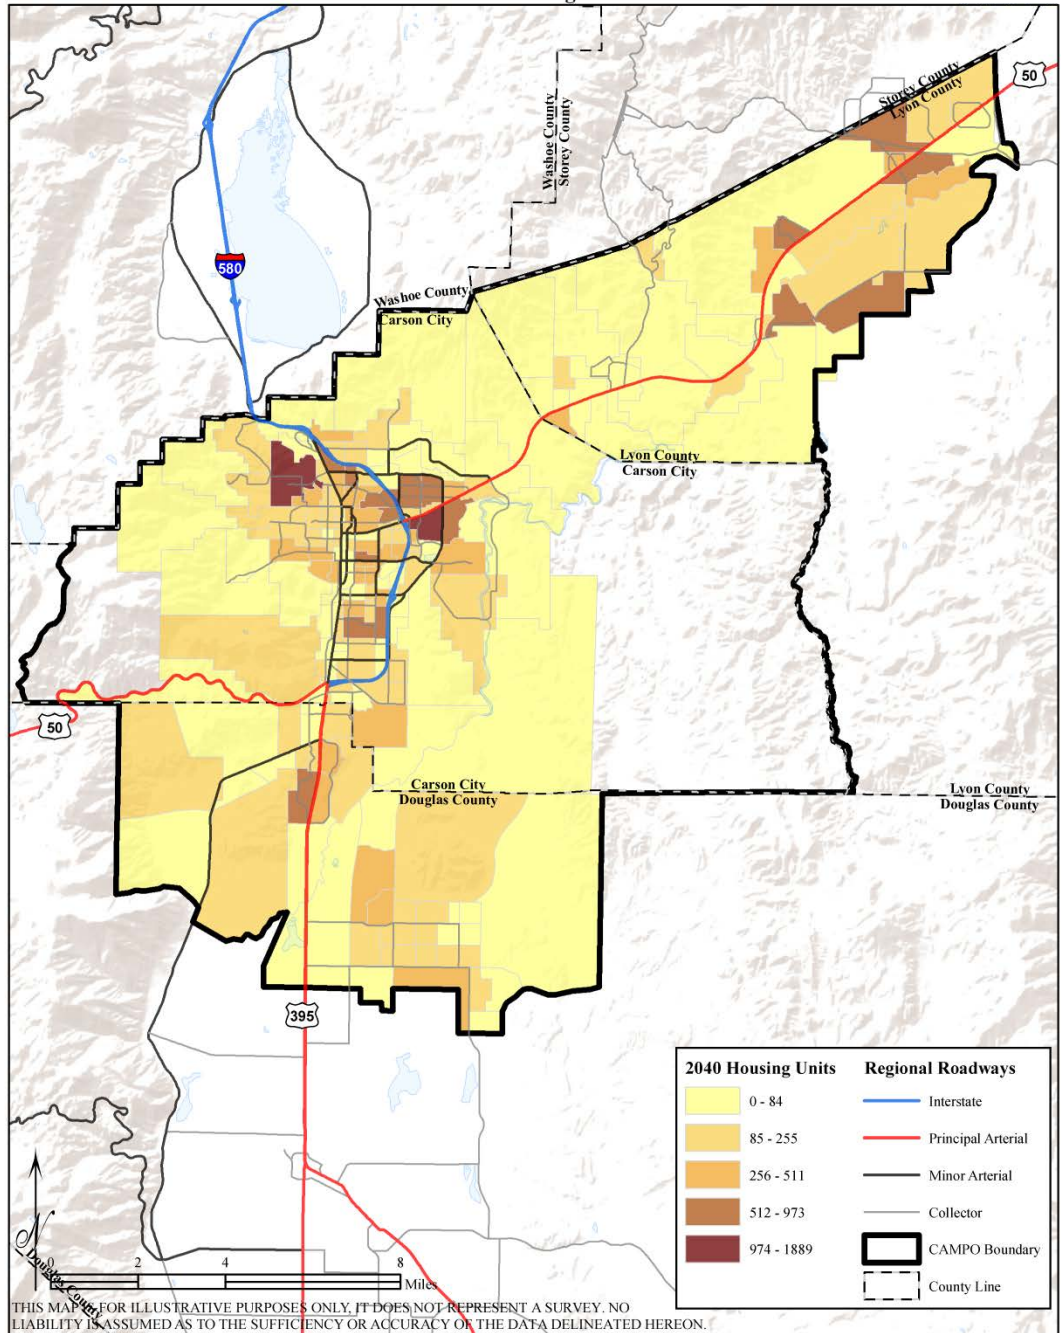 50
Storey County
Lyon County
Washoe County
Storey County
580
Washoe County
Carson City
Lyon County
Carson City
50
Carson City
Douglas County
Lyon County
Douglas County
395
2040 Housing Units
0 - 84
85 - 255
256 - 511
512 - 973
974 - 1889
Regional Roadways
Interstate
Principal Arterial
Minor Arterial
Collector
CAMPO Boundary
County Line
N
Douglas County
0 2 4 8
Miles
THIS MAP IS FOR ILLUSTRATIVE PURPOSES ONLY, IT DOES NOT REPRESENT A SURVEY. NO
LIABILITY IS ASSUMED AS TO THE SUFFICIENCY OR ACCURACY OF THE DATA DELINEATED HEREON.